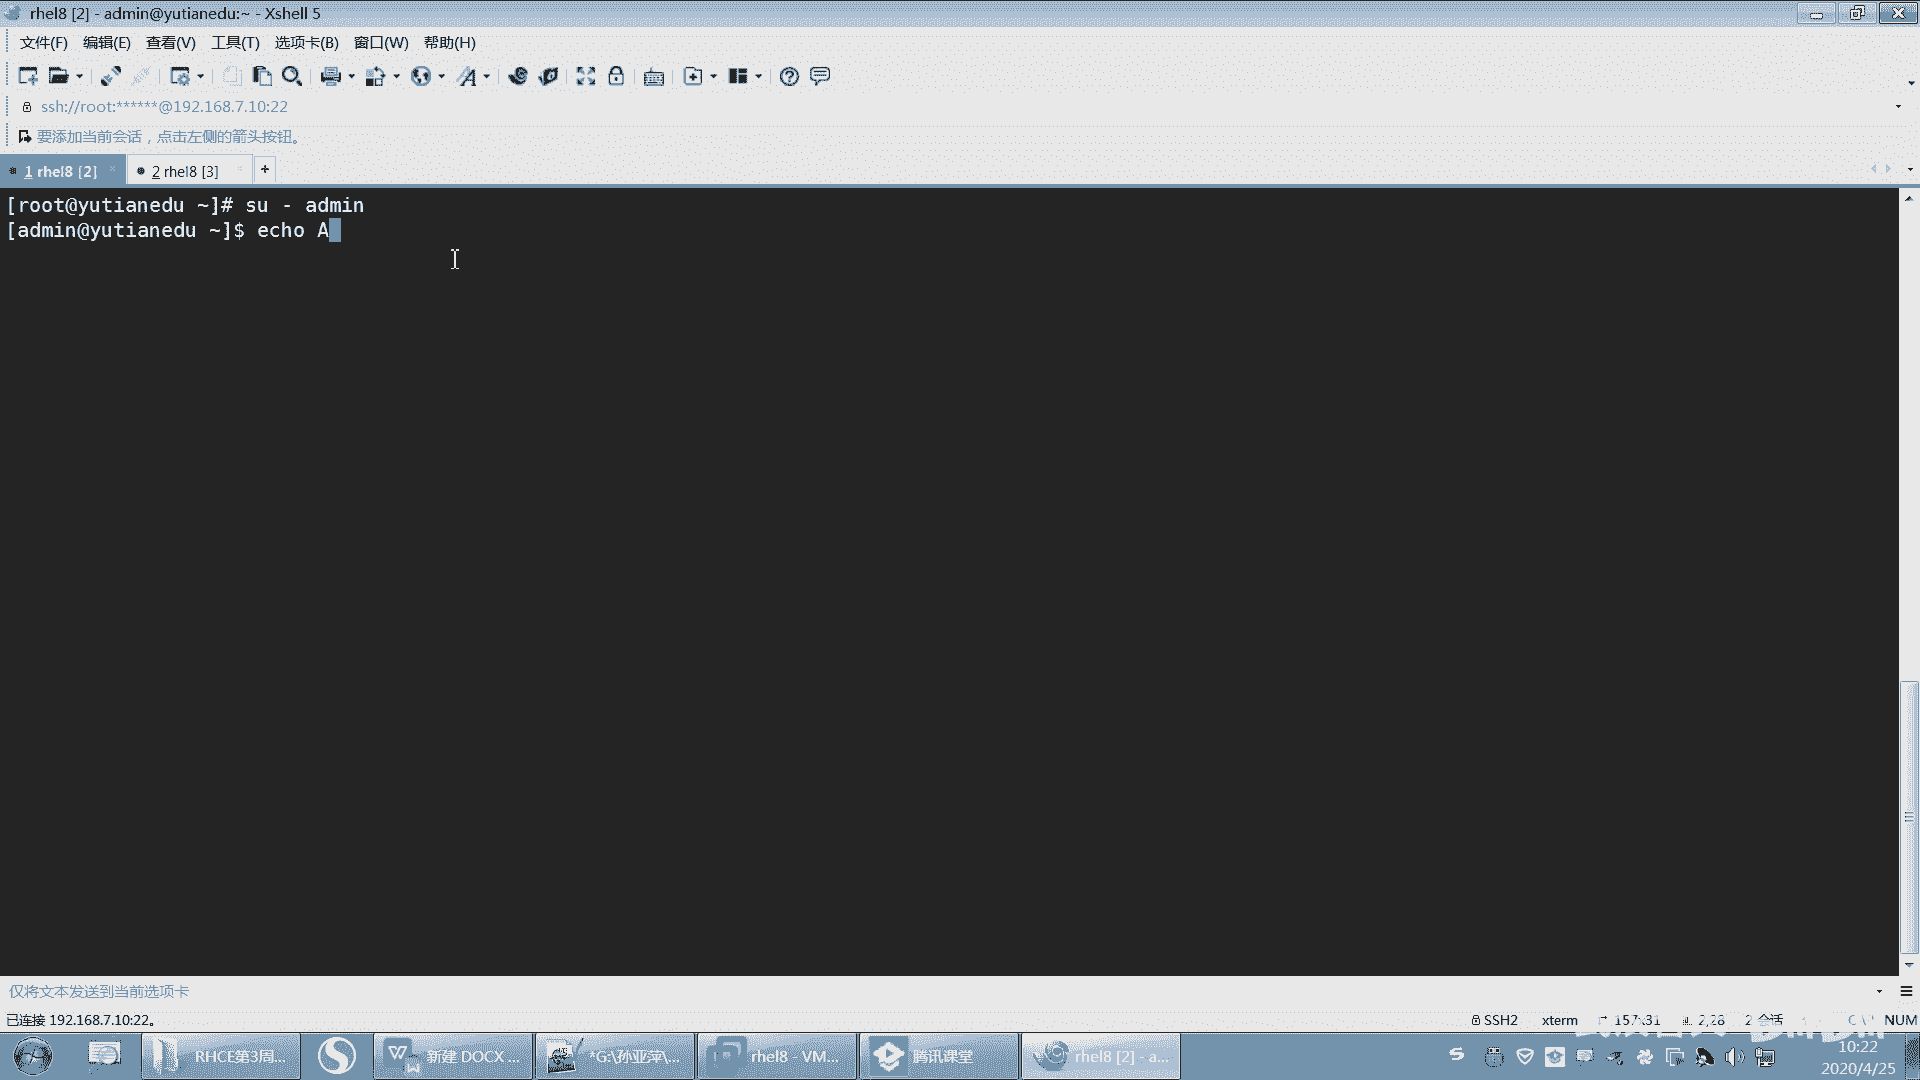 rhel8 [2] - admin@yutianedu:~ - Xshell 5
文件(F) 编辑(E) 查看(V) 工具(T) 选项卡(B) 窗口(W) 帮助(H)
ssh://root:******@192.168.7.10:22
要添加当前会话，点击左侧的箭头按钮。
1 rhel8 [2] 2 rhel8 [3] +
[root@yutianedu ~]# su - admin
[admin@yutianedu ~]$ echo A
仅将文本发送到当前选项卡
已连接 192.168.7.10:22。 SSH2 xterm 157x31 2,28 2 会话 NUM
RHCE第3周... 新建 DOCX ... *G:\孙亚萍\... rhel8 - VM... 腾讯课堂 rhel8 [2] - a...
10:22
2020/4/25